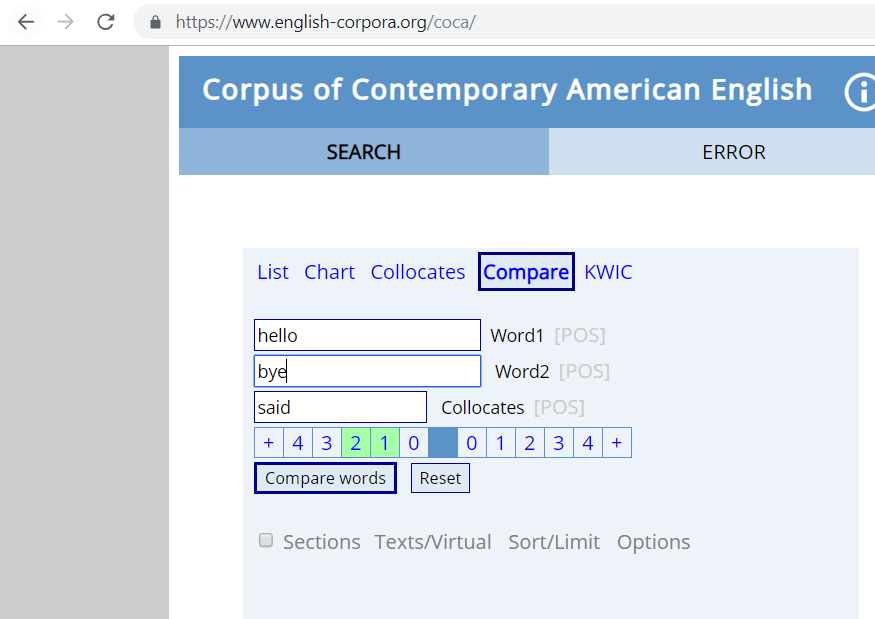 https://www.english-corpora.org/coca/
Corpus of Contemporary American English
SEARCH ERROR
List Chart Collocates Compare KWIC
hello Word1 [POS]
bye Word2 [POS]
said Collocates [POS]
+ 4 3 2 1 0 0 1 2 3 4 +
Compare words Reset
Sections Texts/Virtual Sort/Limit Options